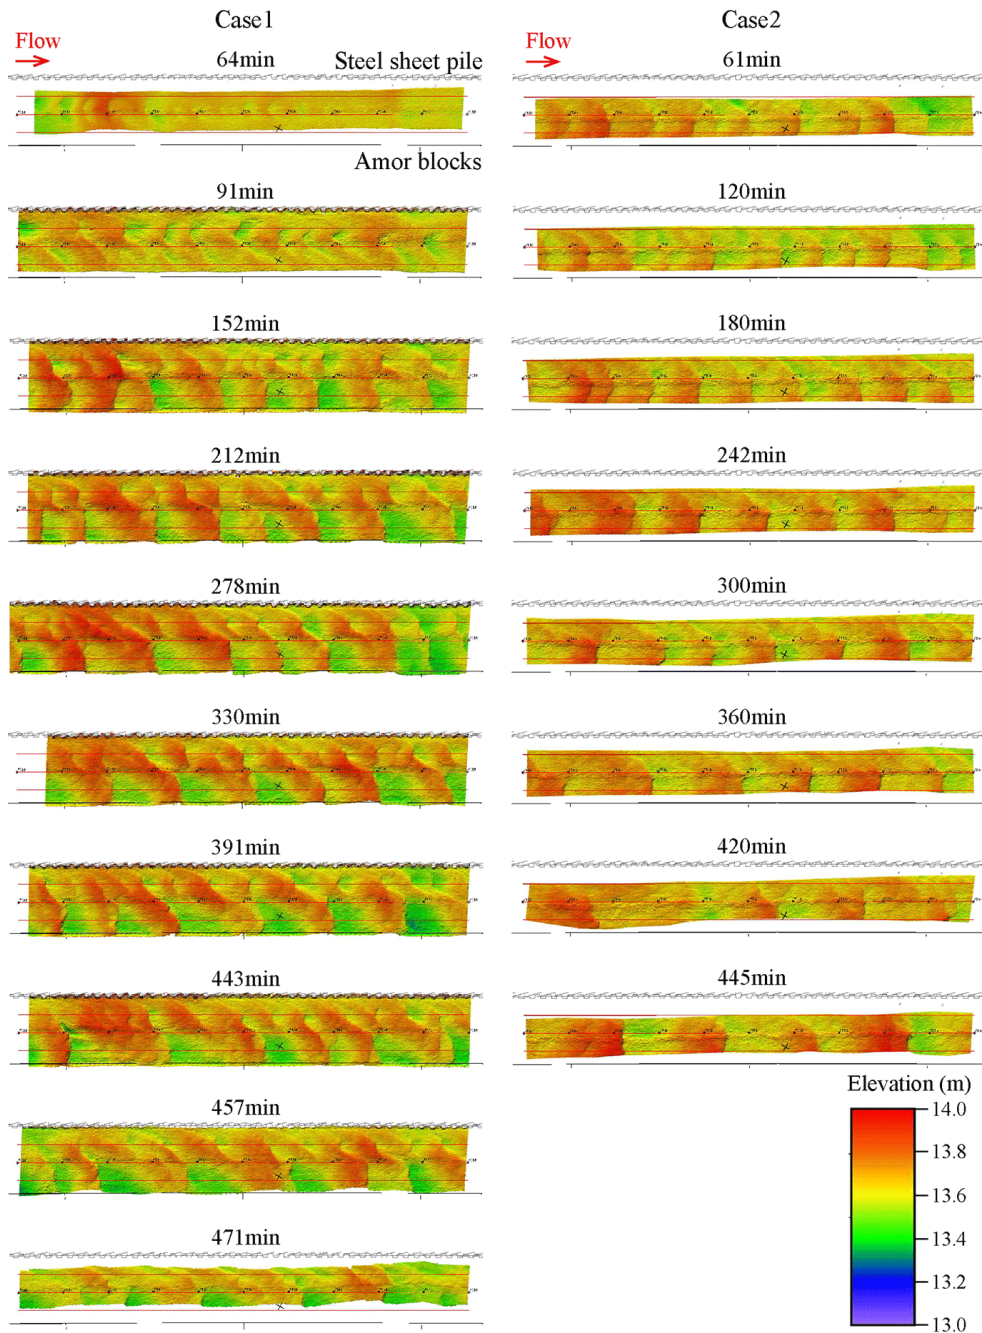 Case1
Case2
Flow
64min
Steel sheet pile
Flow
61min
Amor blocks
91min
120min
152min
180min
212min
242min
278min
300min
330min
360min
391min
420min
443min
445min
Elevation (m)
14.0
13.8
13.6
13.4
13.2
13.0
457min
471min